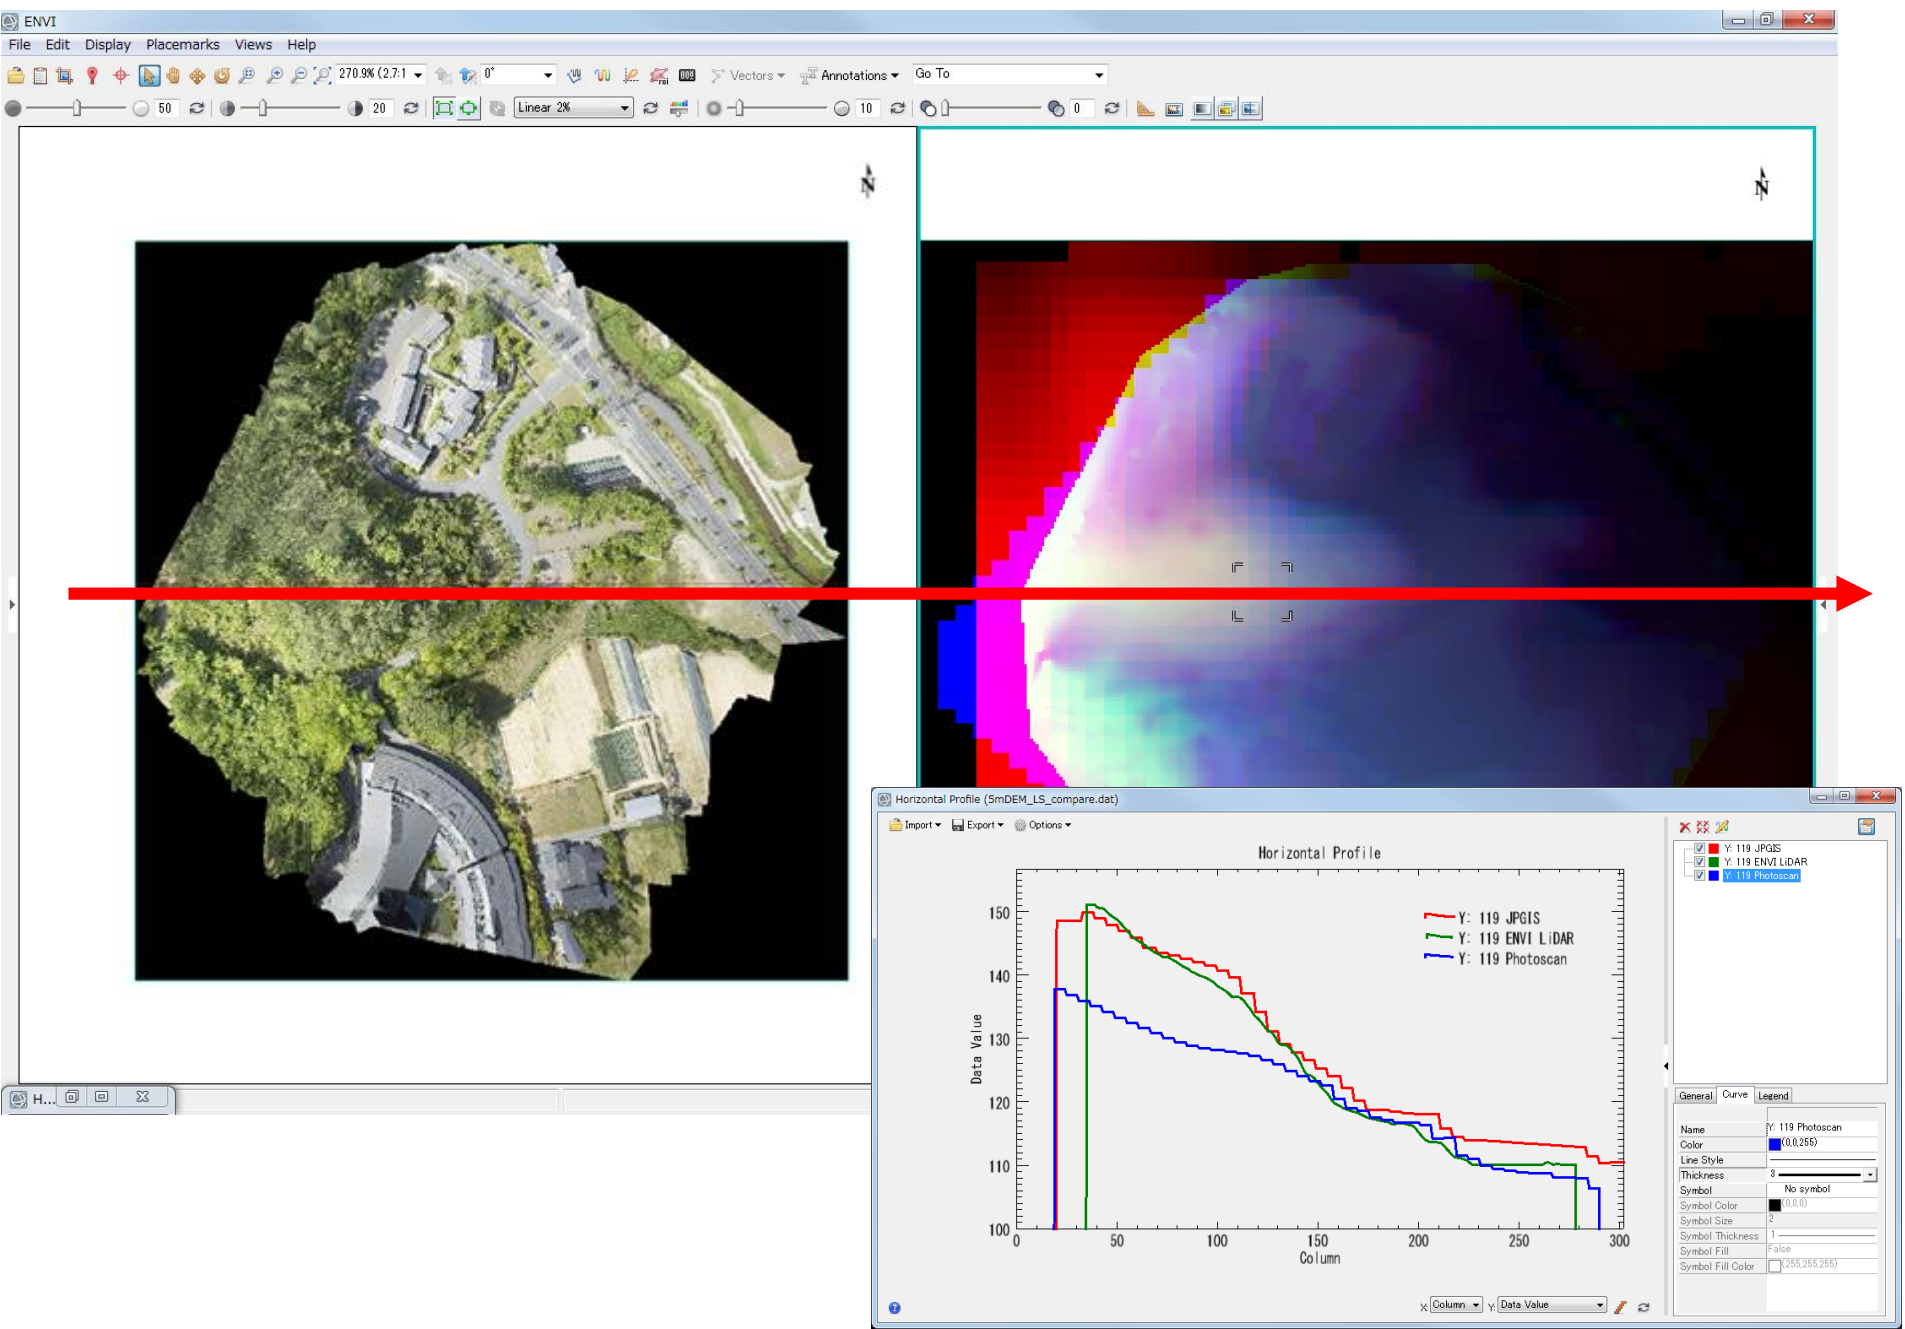 ENVI
File Edit Display Placemarks Views Help
270.9% (2.7:1 0° Vectors Annotations Go To
50 20 Linear 2% 10 0
N
N
H...
Horizontal Profile (5mDEM_LS_compare.dat)
Import Export Options
Horizontal Profile
150
140
130
120
110
100
0 50 100 150 200 250 300
Data Value
Column
Y: 119 JPGIS
Y: 119 ENVI LiDAR
Y: 119 Photoscan
Y: 119 JPGIS
Y: 119 ENVI LiDAR
Y: 119 Photoscan
General Curve Legend
Name Y: 119 Photoscan
Color (0,0,255)
Line Style
Thickness 3
Symbol No symbol
Symbol Color (0,0,0)
Symbol Size 2
Symbol Thickness 1
Symbol Fill False
Symbol Fill Color (255,255,255)
X: Column Y: Data Value